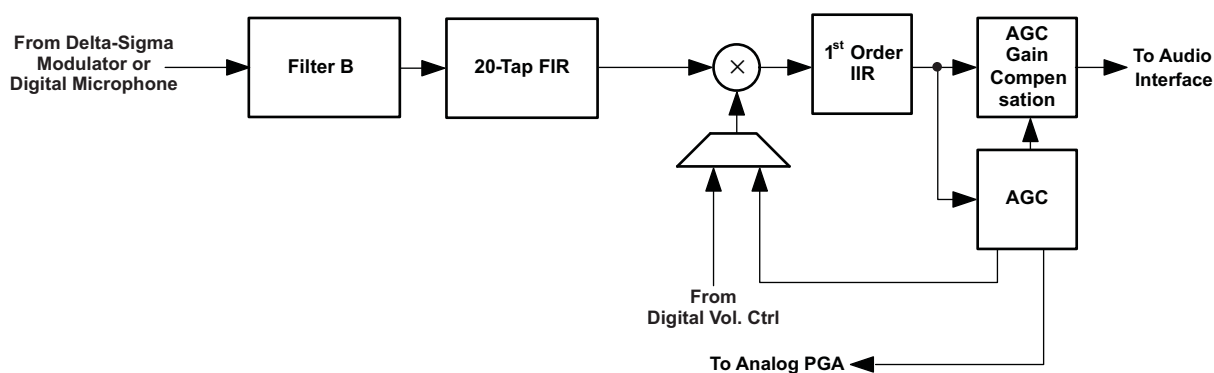 From Delta-Sigma
Modulator or
Digital Microphone
Filter B
20-Tap FIR
×
1st Order
IIR
AGC
Gain
Compen
sation
To Audio
Interface
AGC
From
Digital Vol. Ctrl
To Analog PGA